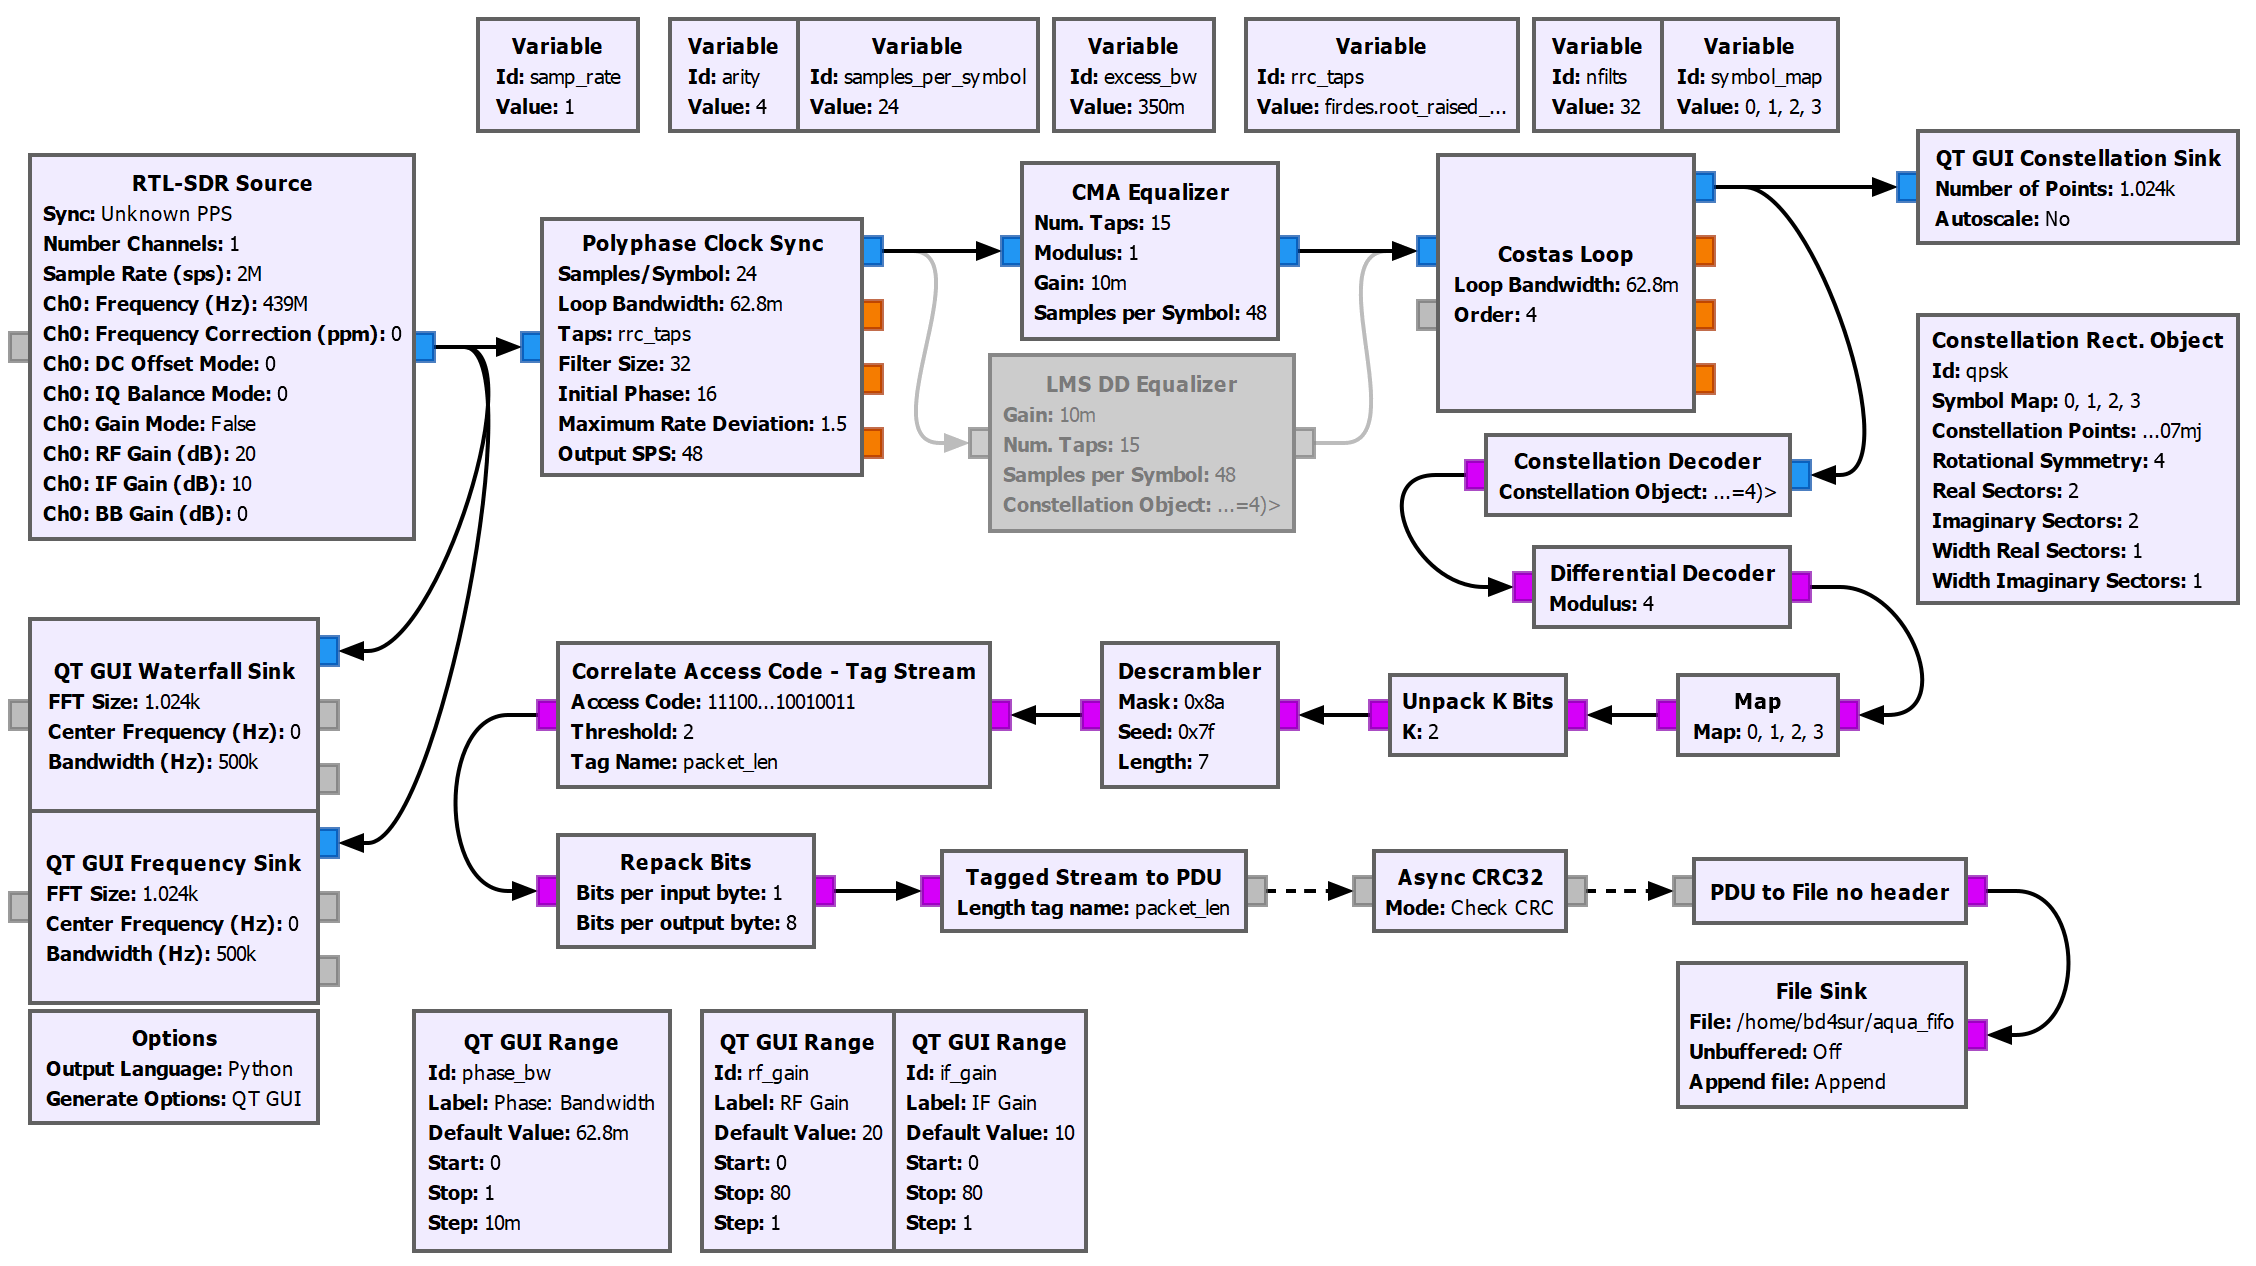 Variable
Id: samp_rate
Value: 1
Variable
Id: arity
Value: 4
Variable
Id: samples_per_symbol
Value: 24
Variable
Id: excess_bw
Value: 350m
Variable
Id: rrc_taps
Value: firdes.root_raised_...
Variable
Id: nfilts
Value: 32
Variable
Id: symbol_map
Value: 0, 1, 2, 3
RTL-SDR Source
Sync: Unknown PPS
Number Channels: 1
Sample Rate (sps): 2M
Ch0: Frequency (Hz): 439M
Ch0: Frequency Correction (ppm): 0
Ch0: DC Offset Mode: 0
Ch0: IQ Balance Mode: 0
Ch0: Gain Mode: False
Ch0: RF Gain (dB): 20
Ch0: IF Gain (dB): 10
Ch0: BB Gain (dB): 0
Polyphase Clock Sync
Samples/Symbol: 24
Loop Bandwidth: 62.8m
Taps: rrc_taps
Filter Size: 32
Initial Phase: 16
Maximum Rate Deviation: 1.5
Output SPS: 48
CMA Equalizer
Num. Taps: 15
Modulus: 1
Gain: 10m
Samples per Symbol: 48
LMS DD Equalizer
Gain: 10m
Num. Taps: 15
Samples per Symbol: 48
Constellation Object: ...=4)>
Costas Loop
Loop Bandwidth: 62.8m
Order: 4
QT GUI Constellation Sink
Number of Points: 1.024k
Autoscale: No
Constellation Rect. Object
Id: qpsk
Symbol Map: 0, 1, 2, 3
Constellation Points: ...07mj
Rotational Symmetry: 4
Real Sectors: 2
Imaginary Sectors: 2
Width Real Sectors: 1
Width Imaginary Sectors: 1
Constellation Decoder
Constellation Object: ...=4)>
Differential Decoder
Modulus: 4
Map
Map: 0, 1, 2, 3
Unpack K Bits
K: 2
Descrambler
Mask: 0x8a
Seed: 0x7f
Length: 7
Correlate Access Code - Tag Stream
Access Code: 11100...10010011
Threshold: 2
Tag Name: packet_len
QT GUI Waterfall Sink
FFT Size: 1.024k
Center Frequency (Hz): 0
Bandwidth (Hz): 500k
QT GUI Frequency Sink
FFT Size: 1.024k
Center Frequency (Hz): 0
Bandwidth (Hz): 500k
Repack Bits
Bits per input byte: 1
Bits per output byte: 8
Tagged Stream to PDU
Length tag name: packet_len
Async CRC32
Mode: Check CRC
PDU to File no header
File Sink
File: /home/bd4sur/aqua_fifo
Unbuffered: Off
Append file: Append
Options
Output Language: Python
Generate Options: QT GUI
QT GUI Range
Id: phase_bw
Label: Phase: Bandwidth
Default Value: 62.8m
Start: 0
Stop: 1
Step: 10m
QT GUI Range
Id: rf_gain
Label: RF Gain
Default Value: 20
Start: 0
Stop: 80
Step: 1
QT GUI Range
Id: if_gain
Label: IF Gain
Default Value: 10
Start: 0
Stop: 80
Step: 1